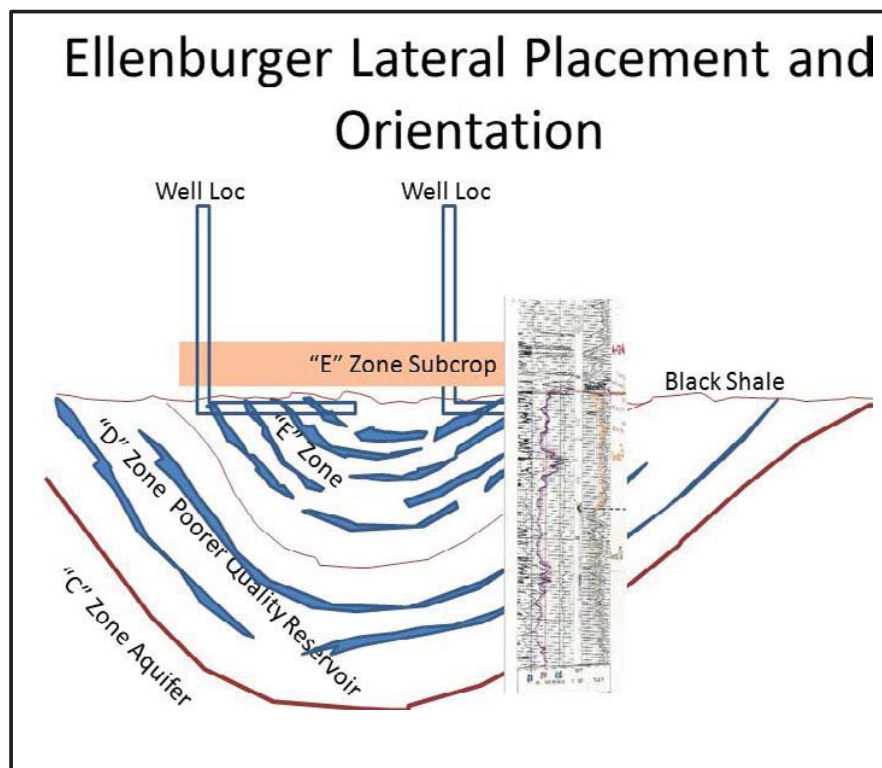 Ellenburger Lateral Placement and
Orientation
Well Loc
Well Loc
"E" Zone Subcrop
Black Shale
"E" Zone
"D" Zone Poorer Quality Reservoir
"C" Zone Aquifer